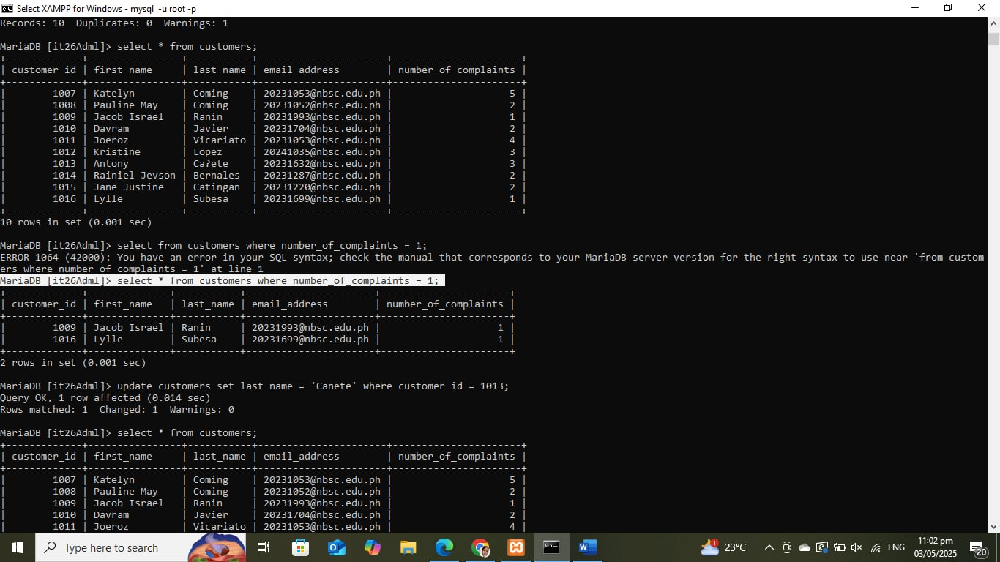 Select XAMPP for Windows - mysql  -u root -p
Records: 10  Duplicates: 0  Warnings: 1
MariaDB [it26Adml]> select * from customers;
+-------------+----------------+-----------+----------------------+----------------------+
| customer_id | first_name     | last_name | email_address        | number_of_complaints |
+-------------+----------------+-----------+----------------------+----------------------+
|        1007 | Katelyn        | Coming    | 20231053@nbsc.edu.ph |                    5 |
|        1008 | Pauline May    | Coming    | 20231052@nbsc.edu.ph |                    2 |
|        1009 | Jacob Israel   | Ranin     | 20231993@nbsc.edu.ph |                    1 |
|        1010 | Davram         | Javier    | 20231704@nbsc.edu.ph |                    2 |
|        1011 | Joeroz         | Vicariato | 20231053@nbsc.edu.ph |                    4 |
|        1012 | Kristine       | Lopez     | 20241035@nbsc.edu.ph |                    3 |
|        1013 | Antony         | Ca?ete    | 20231632@nbsc.edu.ph |                    3 |
|        1014 | Rainiel Jevson | Bernales  | 20231287@nbsc.edu.ph |                    2 |
|        1015 | Jane Justine   | Catingan  | 20231220@nbsc.edu.ph |                    2 |
|        1016 | Lylle          | Subesa    | 20231699@nbsc.edu.ph |                    1 |
+-------------+----------------+-----------+----------------------+----------------------+
10 rows in set (0.001 sec)
MariaDB [it26Adml]> select from customers where number_of_complaints = 1;
ERROR 1064 (42000): You have an error in your SQL syntax; check the manual that corresponds to your MariaDB server version for the right syntax to use near 'from custom
ers where number_of_complaints = 1' at line 1
MariaDB [it26Adml]> select * from customers where number_of_complaints = 1;
+-------------+--------------+-----------+----------------------+----------------------+
| customer_id | first_name   | last_name | email_address        | number_of_complaints |
+-------------+--------------+-----------+----------------------+----------------------+
|        1009 | Jacob Israel | Ranin     | 20231993@nbsc.edu.ph |                    1 |
|        1016 | Lylle        | Subesa    | 20231699@nbsc.edu.ph |                    1 |
+-------------+--------------+-----------+----------------------+----------------------+
2 rows in set (0.001 sec)
MariaDB [it26Adml]> update customers set last_name = 'Canete' where customer_id = 1013;
Query OK, 1 row affected (0.014 sec)
Rows matched: 1  Changed: 1  Warnings: 0
MariaDB [it26Adml]> select * from customers;
+-------------+----------------+-----------+----------------------+----------------------+
| customer_id | first_name     | last_name | email_address        | number_of_complaints |
+-------------+----------------+-----------+----------------------+----------------------+
|        1007 | Katelyn        | Coming    | 20231053@nbsc.edu.ph |                    5 |
|        1008 | Pauline May    | Coming    | 20231052@nbsc.edu.ph |                    2 |
|        1009 | Jacob Israel   | Ranin     | 20231993@nbsc.edu.ph |                    1 |
|        1010 | Davram         | Javier    | 20231704@nbsc.edu.ph |                    2 |
|        1011 | Joeroz         | Vicariato | 20231053@nbsc.edu.ph |                    4 |
Type here to search
1
23°C
ENG
11:02 pm
03/05/2025
20